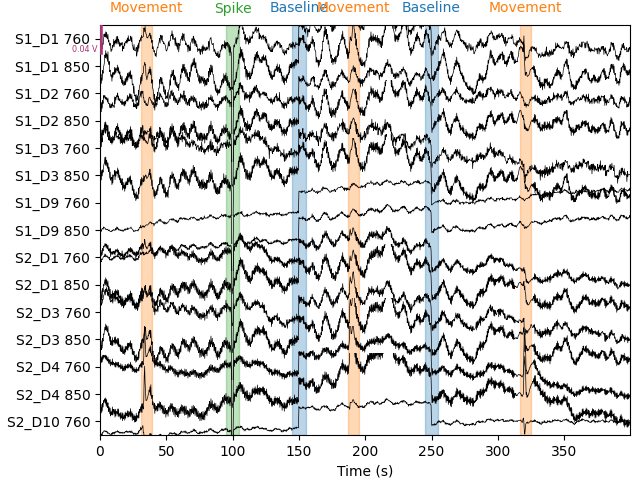 Movement Spike Baseline Movement Baseline Movement
S1_D1 760
0.04 V
S1_D1 850
S1_D2 760
S1_D2 850
S1_D3 760
S1_D3 850
S1_D9 760
S1_D9 850
S2_D1 760
S2_D1 850
S2_D3 760
S2_D3 850
S2_D4 760
S2_D4 850
S2_D10 760
0 50 100 150 200 250 300 350
Time (s)